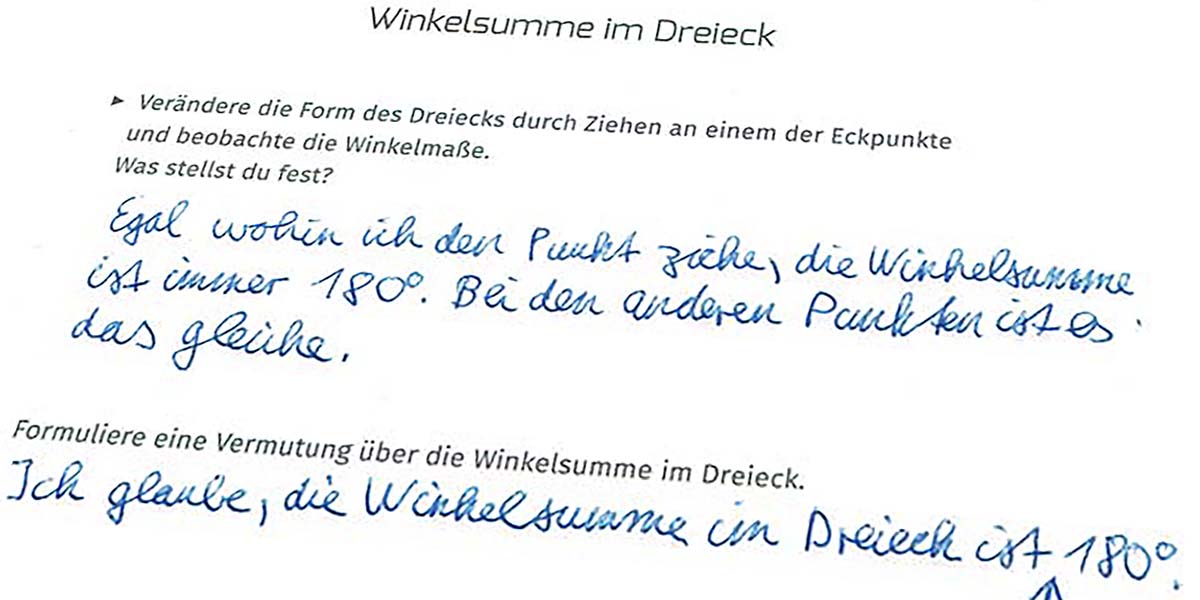 Winkelsumme im Dreieck
► Verändere die Form des Dreiecks durch Ziehen an einem der Eckpunkte
und beobachte die Winkelmaße.
Was stellst du fest?
Egal wohin ich den Punkt ziehe, die Winkelsumme
ist immer 180°. Bei den anderen Punkten ist es
das gleiche.
Formuliere eine Vermutung über die Winkelsumme im Dreieck.
Ich glaube, die Winkelsumme im Dreieck ist 180°.